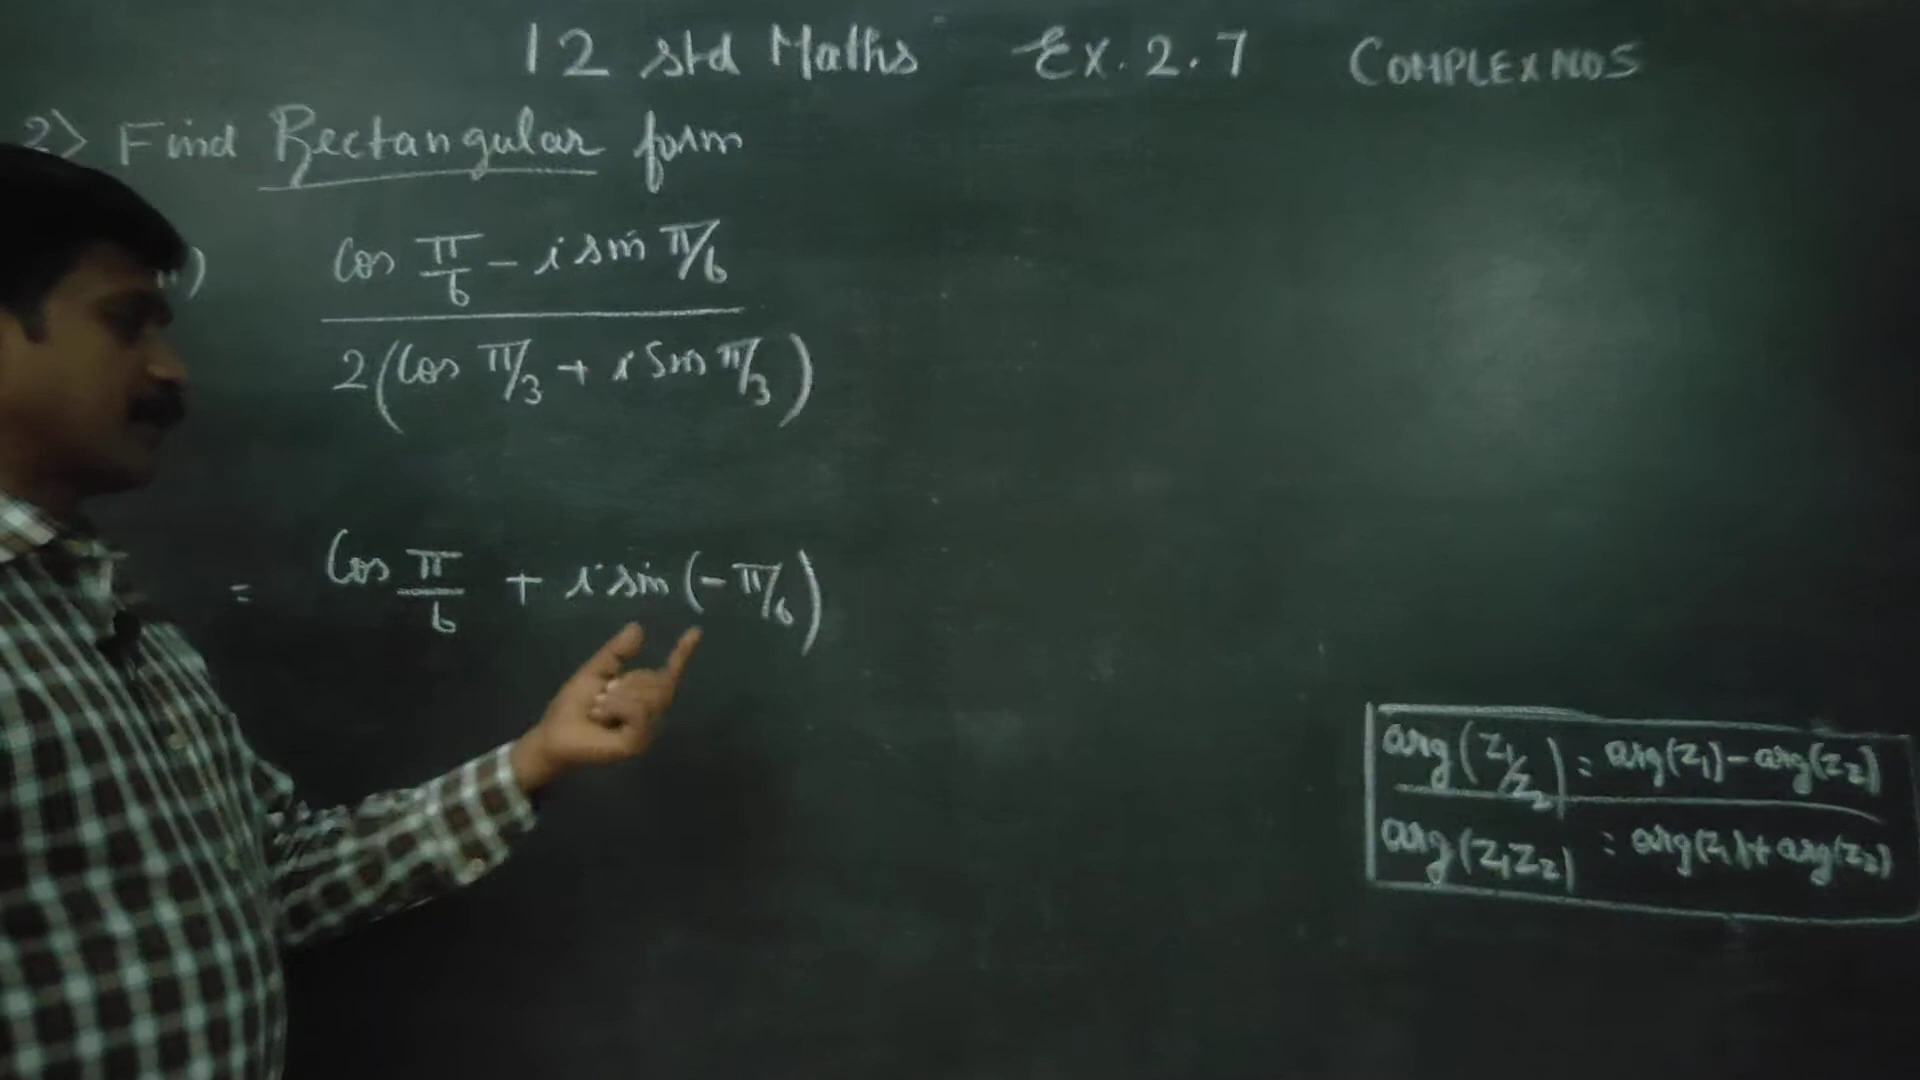 12 std Maths Ex. 2.7 COMPLEX NOS
2) Find Rectangular form
ii) Cos π/6 - i sin π/6
2(Cos π/3 + i Sin π/3)
= Cos π/6 + i sin (-π/6)
arg(z₁/z₂) = arg(z₁) - arg(z₂)
arg(z₁z₂) = arg(z₁) + arg(z₂)